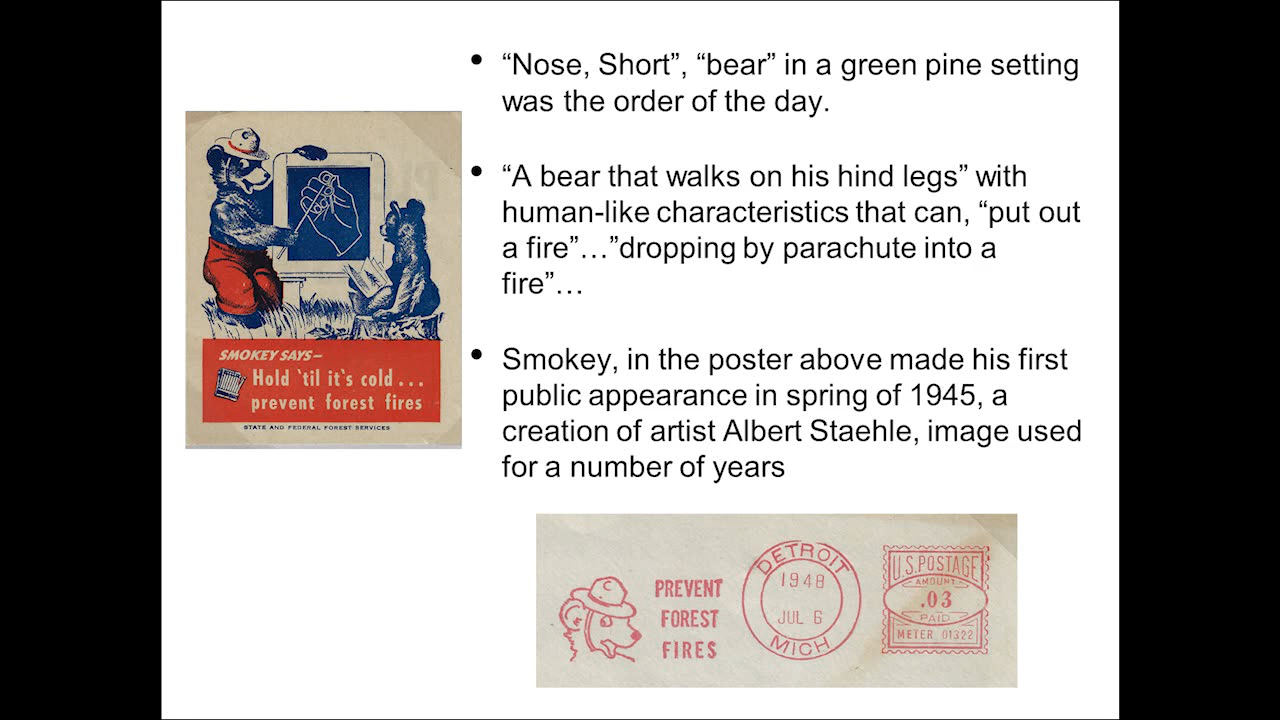 • “Nose, Short”, “bear” in a green pine setting
was the order of the day.
• “A bear that walks on his hind legs” with
human-like characteristics that can, “put out
a fire”…”dropping by parachute into a
fire”…
• Smokey, in the poster above made his first
public appearance in spring of 1945, a
creation of artist Albert Staehle, image used
for a number of years
SMOKEY SAYS—
Hold 'til it's cold...
prevent forest fires
STATE AND FEDERAL FOREST SERVICES
PREVENT
FOREST
FIRES
DETROIT
1948
JUL 6
MICH
U.S.POSTAGE
AMOUNT
.03
PAID
METER 01322